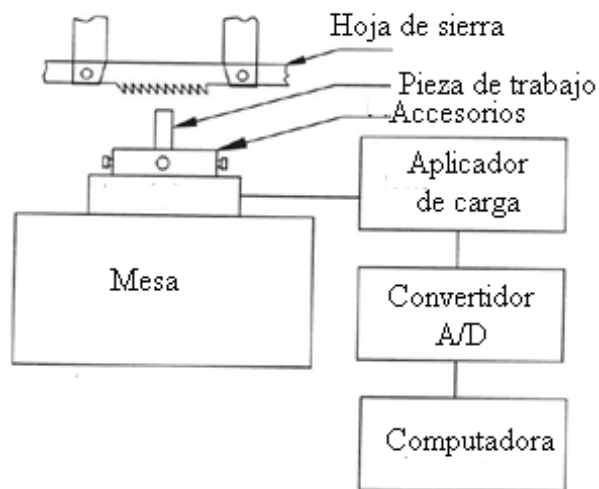 Hoja de sierra
Pieza de trabajo
Accesorios
Aplicador
de carga
Mesa
Convertidor
A/D
Computadora